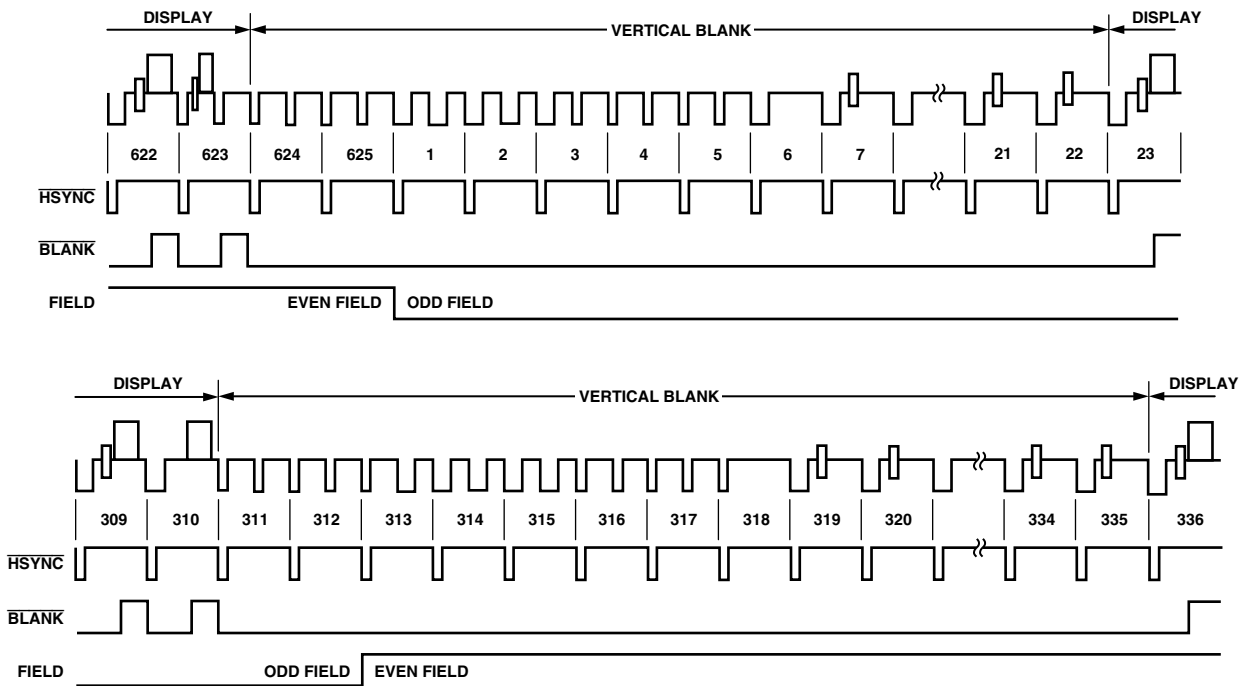 DISPLAY VERTICAL BLANK DISPLAY
622 623 624 625 1 2 3 4 5 6 7 21 22 23
HSYNC
BLANK
FIELD EVEN FIELD ODD FIELD
DISPLAY VERTICAL BLANK DISPLAY
309 310 311 312 313 314 315 316 317 318 319 320 334 335 336
HSYNC
BLANK
FIELD ODD FIELD EVEN FIELD